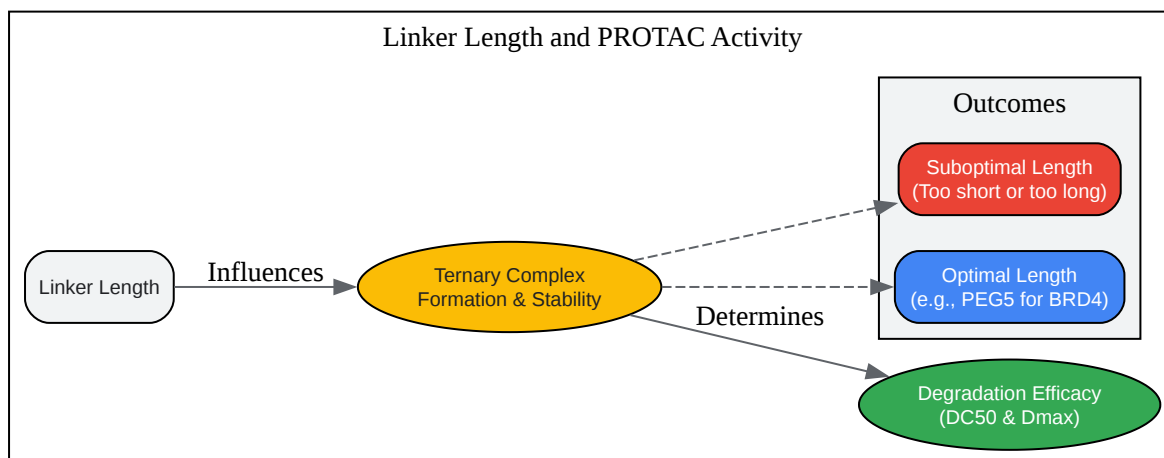 Linker Length and PROTAC Activity
Outcomes
Suboptimal Length
(Too short or too long)
Linker Length
Influences
Ternary Complex
Formation & Stability
Optimal Length
(e.g., PEG5 for BRD4)
Determines
Degradation Efficacy
(DC50 & Dmax)